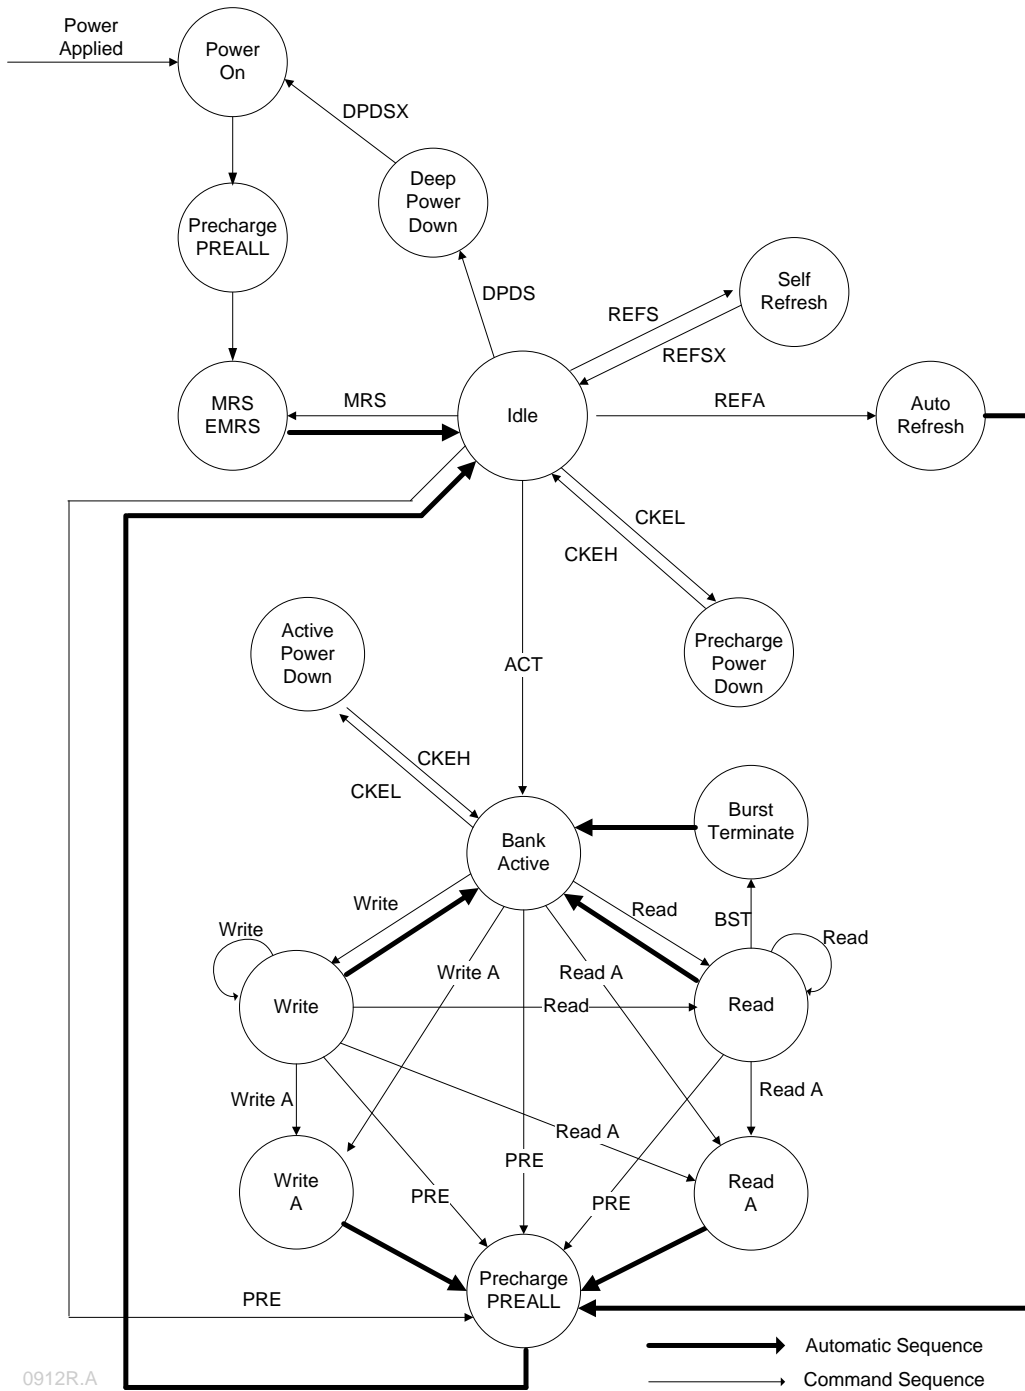 Power
Applied
Power
On
DPDSX
Deep
Power
Down
Precharge
PREALL
DPDS
Self
Refresh
REFS
REFSX
MRS
EMRS
MRS
Idle
REFA
Auto
Refresh
CKEL
CKEH
Active
Power
Down
ACT
Precharge
Power
Down
CKEH
CKEL
Burst
Terminate
Bank
Active
Write
Read
BST
Write
Read
Write A
Read A
Write
Read
Read
Write A
Read A
Read A
Write
A
PRE
PRE
PRE
Read
A
Precharge
PREALL
PRE
Automatic Sequence
Command Sequence
0912R.A